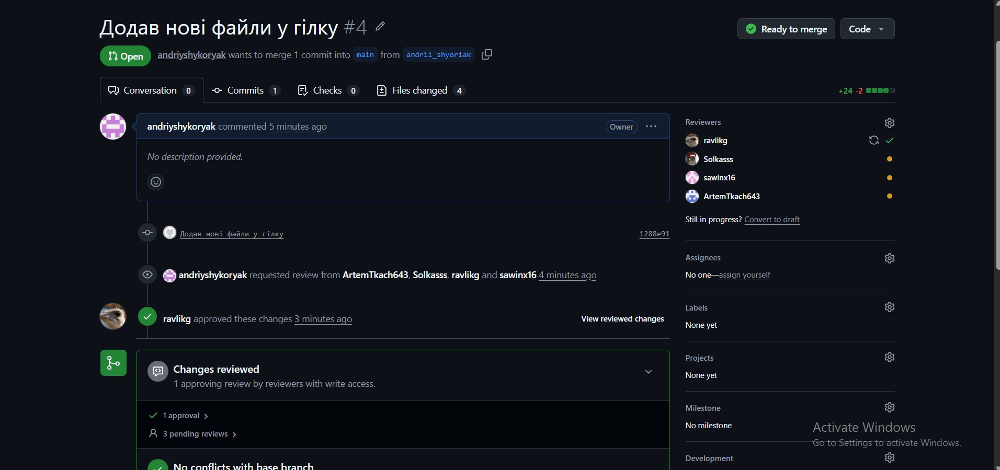 Додав нові файли у гілку #4
Ready to merge
Code
Open
andriyshykoryak wants to merge 1 commit into main from andrii_shyoriak
Conversation 0
Commits 1
Checks 0
Files changed 4
+24 -2
andriyshykoryak commented 5 minutes ago
Owner
No description provided.
Додав нові файли у гілку
1288e91
andriyshykoryak requested review from ArtemTkach643, Solkasss, ravlikg and sawinx16 4 minutes ago
ravlikg approved these changes 3 minutes ago
View reviewed changes
Changes reviewed
1 approving review by reviewers with write access.
1 approval
3 pending reviews
No conflicts with base branch
Reviewers
ravlikg
Solkasss
sawinx16
ArtemTkach643
Still in progress? Convert to draft
Assignees
No one—assign yourself
Labels
None yet
Projects
None yet
Milestone
No milestone
Development
Activate Windows
Go to Settings to activate Windows.